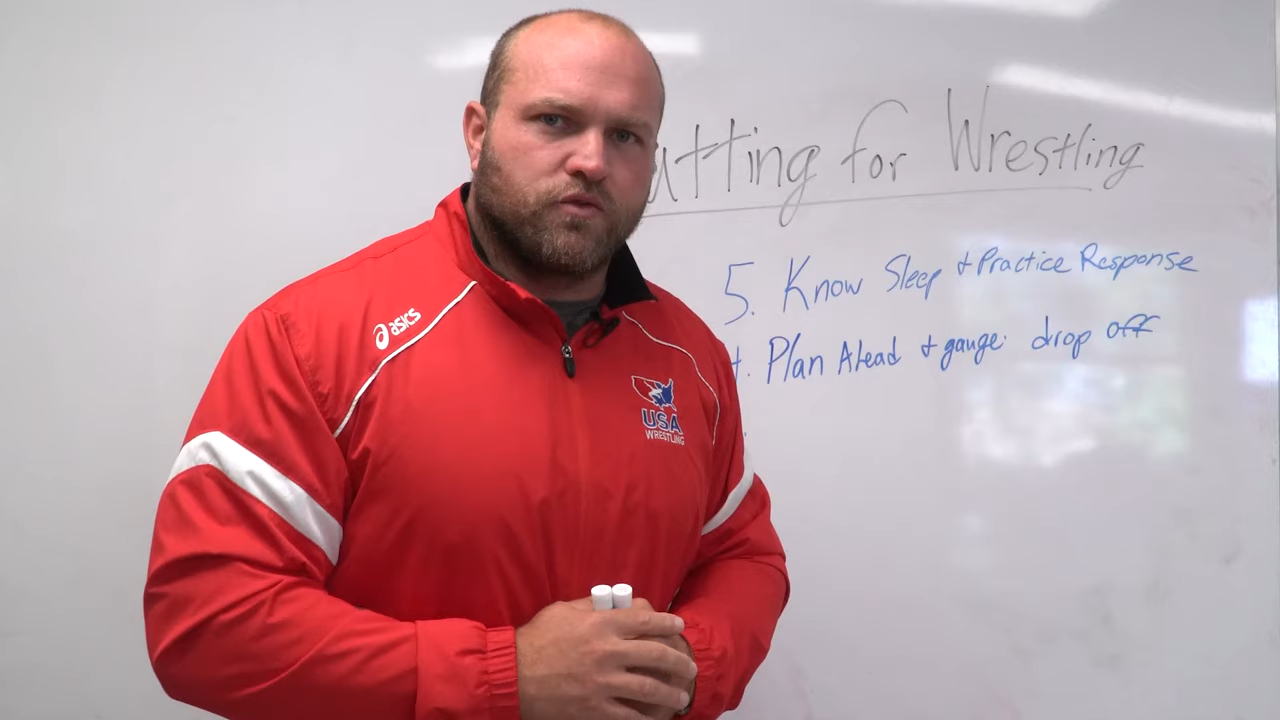 utting for Wrestling
5. Know Sleep + Practice Response
. Plan Ahead + gauge: drop off
asics
USA
WRESTLING